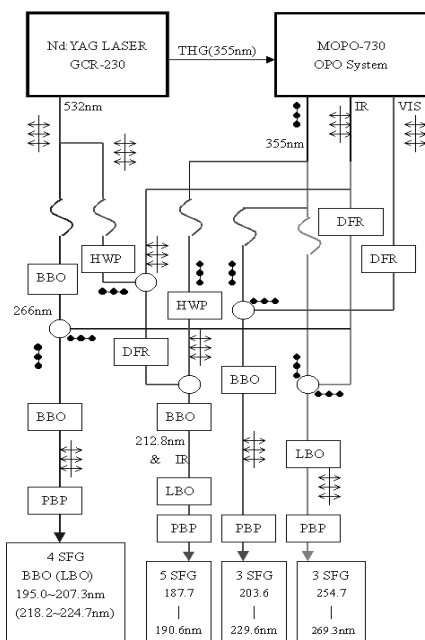 Nd:YAG LASER
GCR-230
THG(355nm)
MOPO-730
OPO System
532nm
IR
VIS
355nm
DFR
HWP
DFR
BBO
266nm
HWP
DFR
BBO
BBO
BBO
212.8nm
& IR
LBO
LBO
PBP
PBP
PBP
PBP
4 SFG
BBO (LBO)
195.0~207.3nm
(218.2~224.7nm)
5 SFG
187.7
|
190.6nm
3 SFG
203.6
|
229.6nm
3 SFG
254.7
|
269.3nm